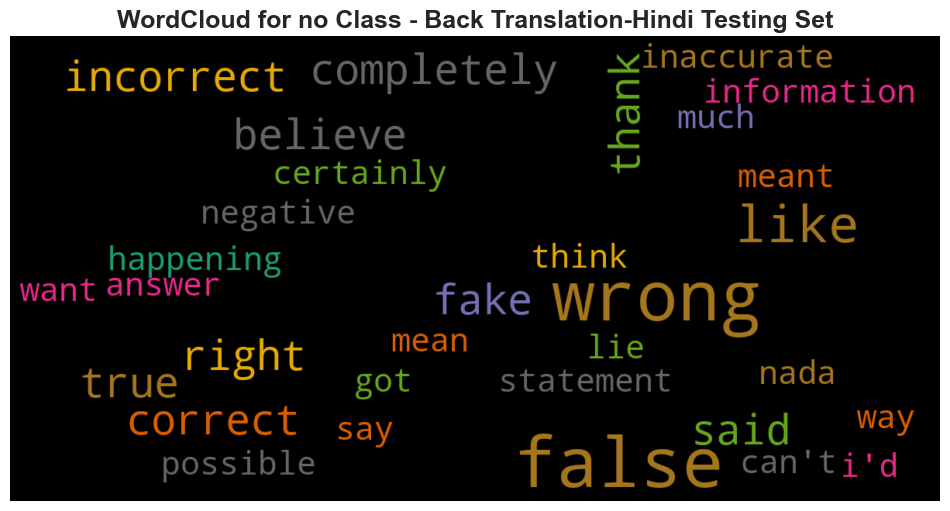 WordCloud for no Class - Back Translation-Hindi Testing Set
incorrect
completely
thank
inaccurate
information
much
believe
certainly
meant
negative
like
happening
think
want
answer
fake
wrong
right
mean
lie
true
got
statement
nada
correct
say
said
way
possible
false
can't
i'd